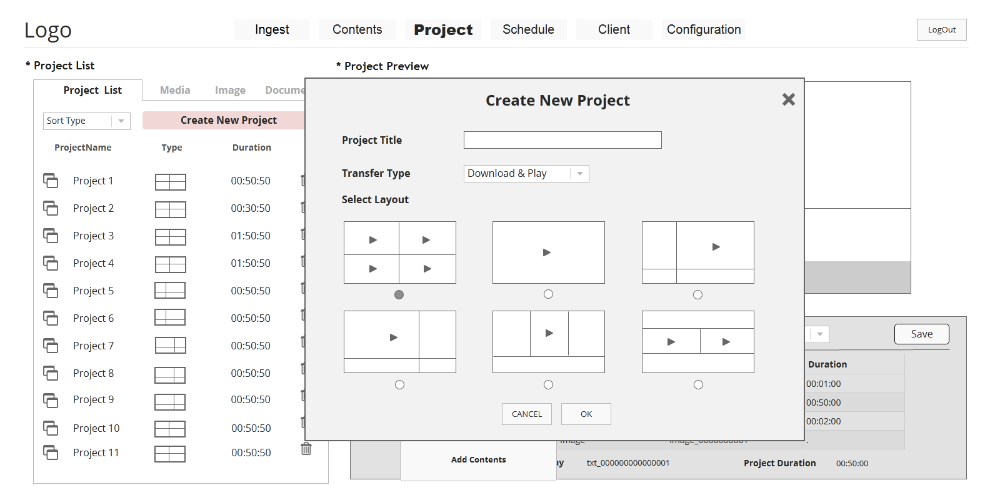 Logo
Ingest
Contents
Project
Schedule
Client
Configuration
LogOut
* Project List
* Project Preview
Project List
Media
Image
Docume
Sort Type
Create New Project
ProjectName
Type
Duration
Project 1
00:50:50
Project 2
00:30:50
Project 3
01:50:50
Project 4
01:50:50
Project 5
00:50:50
Project 6
00:50:50
Project 7
00:50:50
Project 8
00:50:50
Project 9
00:50:50
Project 10
00:50:50
Project 11
00:50:50
Create New Project
Project Title
Transfer Type
Download & Play
Select Layout
CANCEL
OK
Save
Duration
00:01:00
00:50:00
00:02:00
.
Add Contents
ay
txt_000000000000001
Project Duration
00:50:00